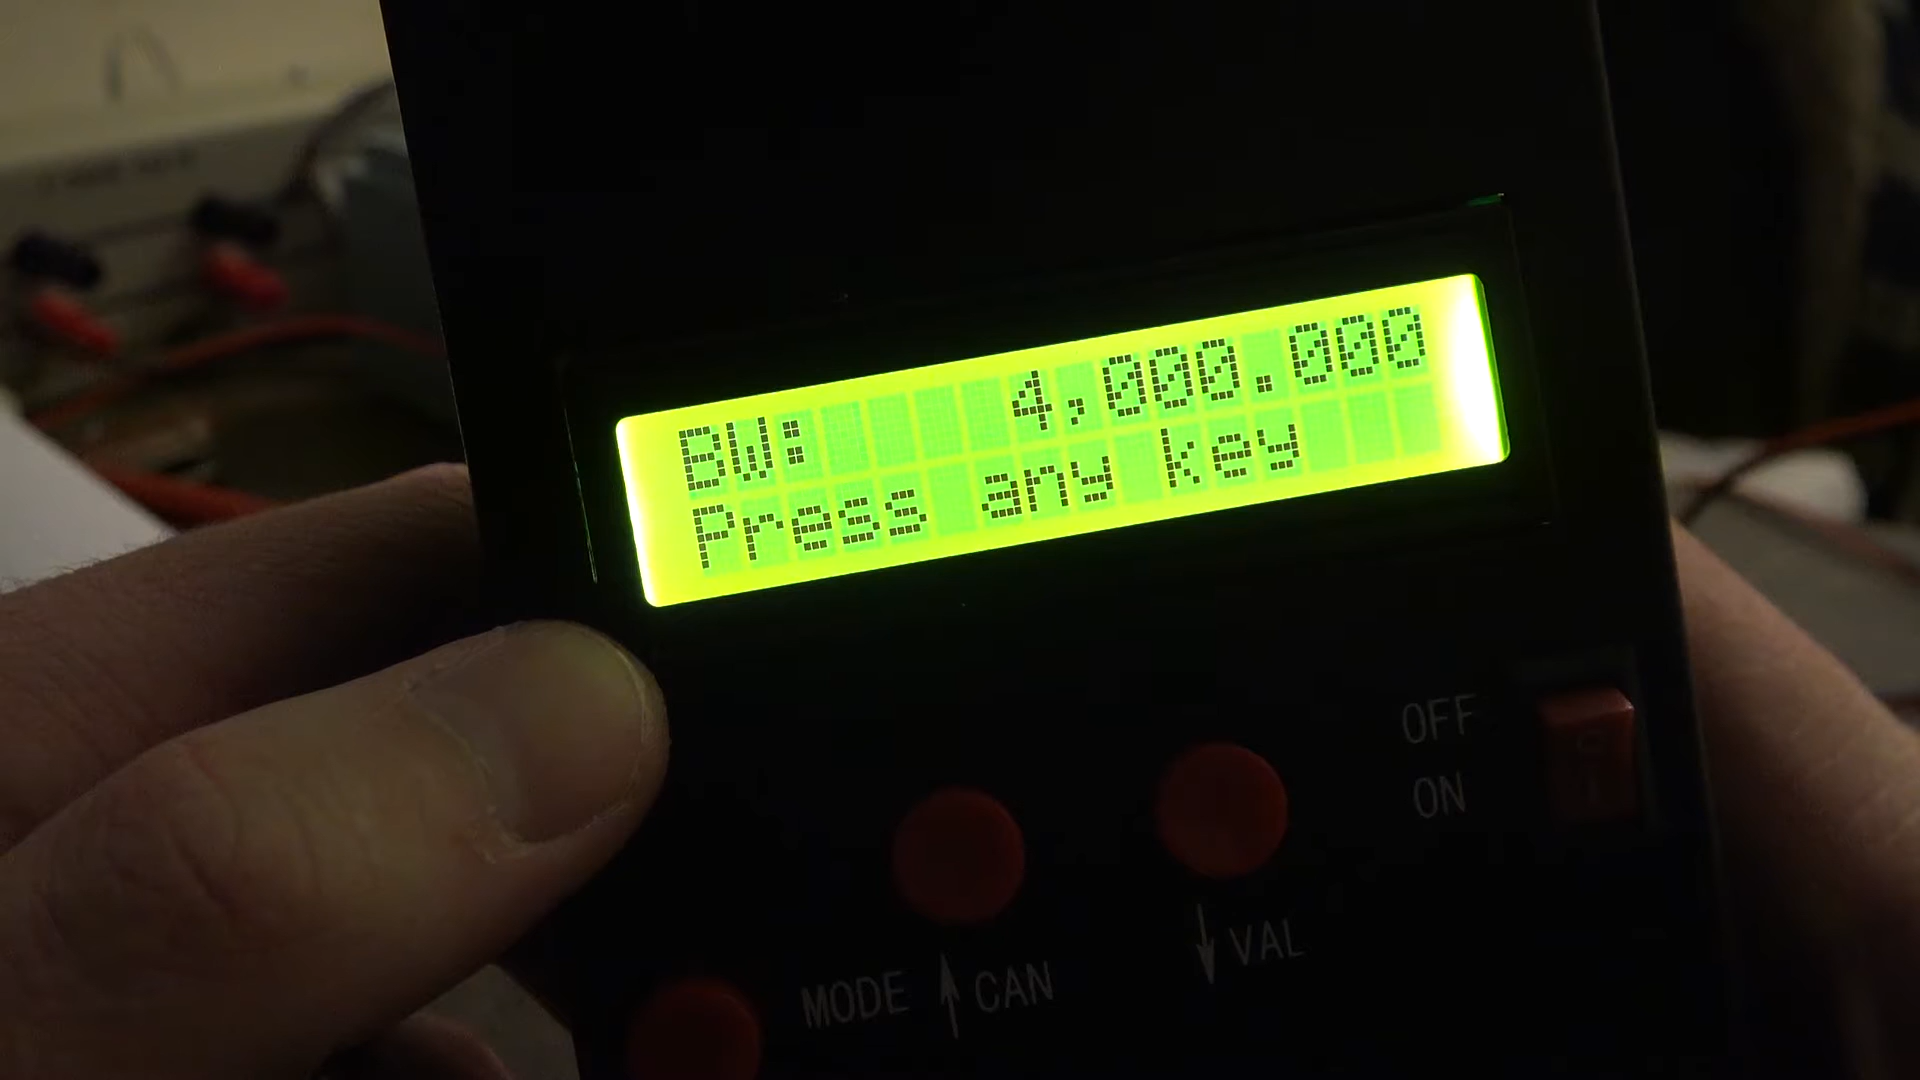 BW: 4,000.000
Press any key
OFF
ON
MODE ↑ CAN
↓ VAL